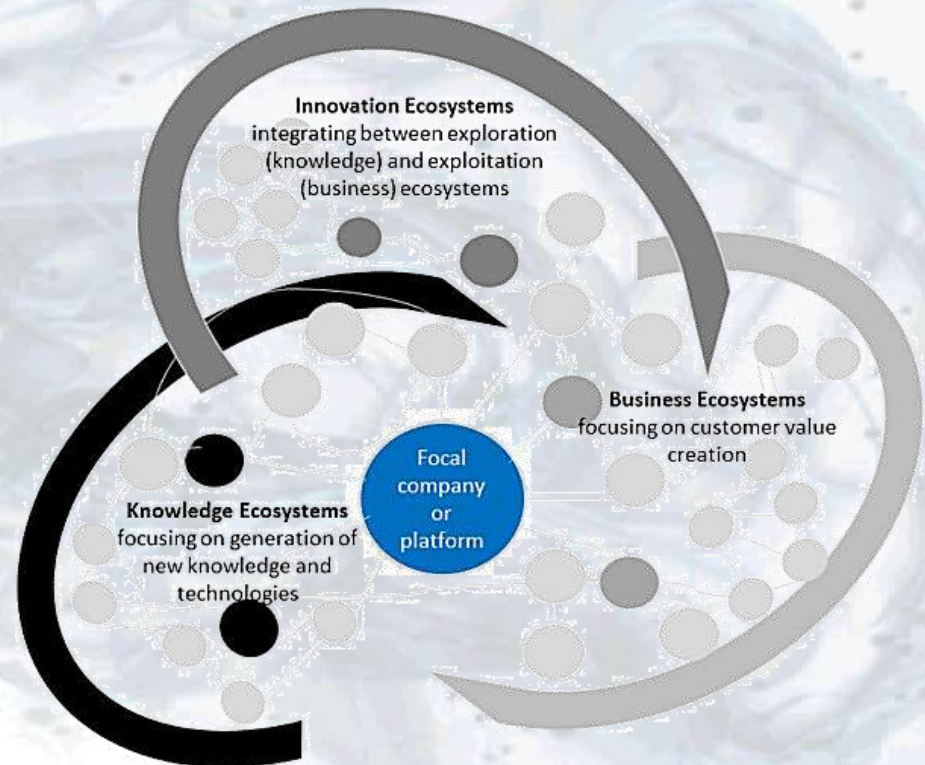 Innovation Ecosystems
integrating between exploration
(knowledge) and exploitation
(business) ecosystems
Business Ecosystems
focusing on customer value
creation
Focal
company
or
platform
Knowledge Ecosystems
focusing on generation of
new knowledge and
technologies